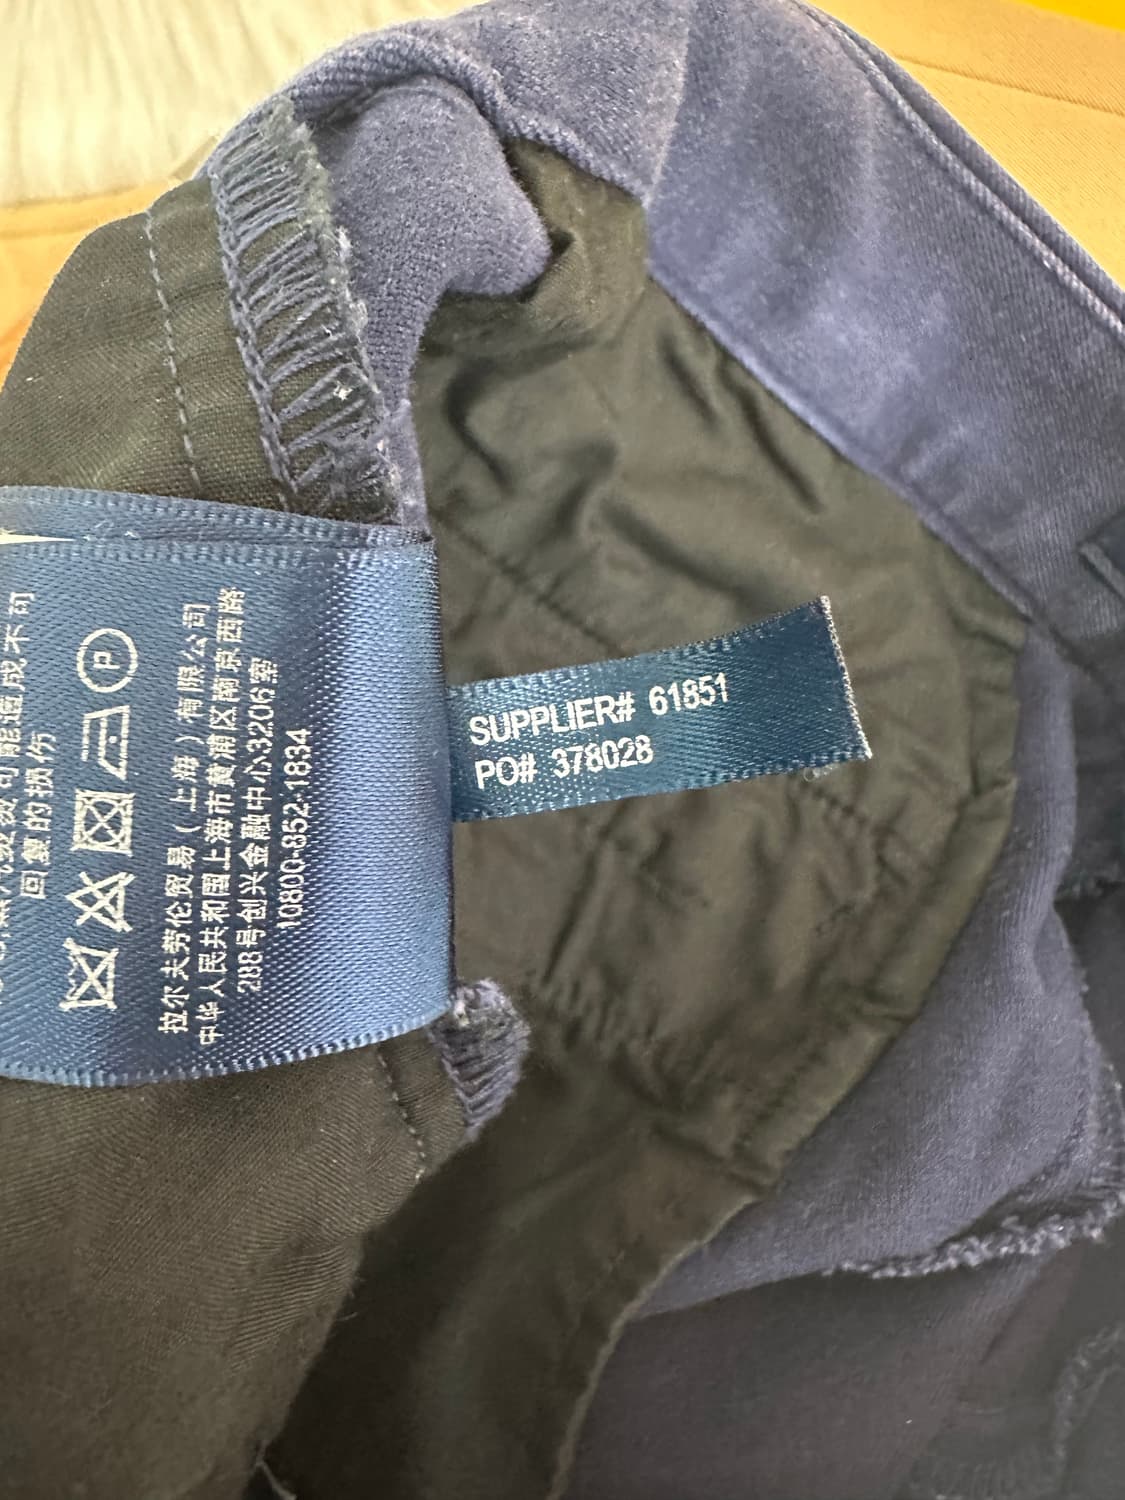 SUPPLIER# 61851
PO# 378028
回复的损伤
P
拉尔夫劳伦贸易（上海）有限公司
中华人民共和国上海市黄浦区南京西路
288号创兴金融中心3206室
10800-852-1834